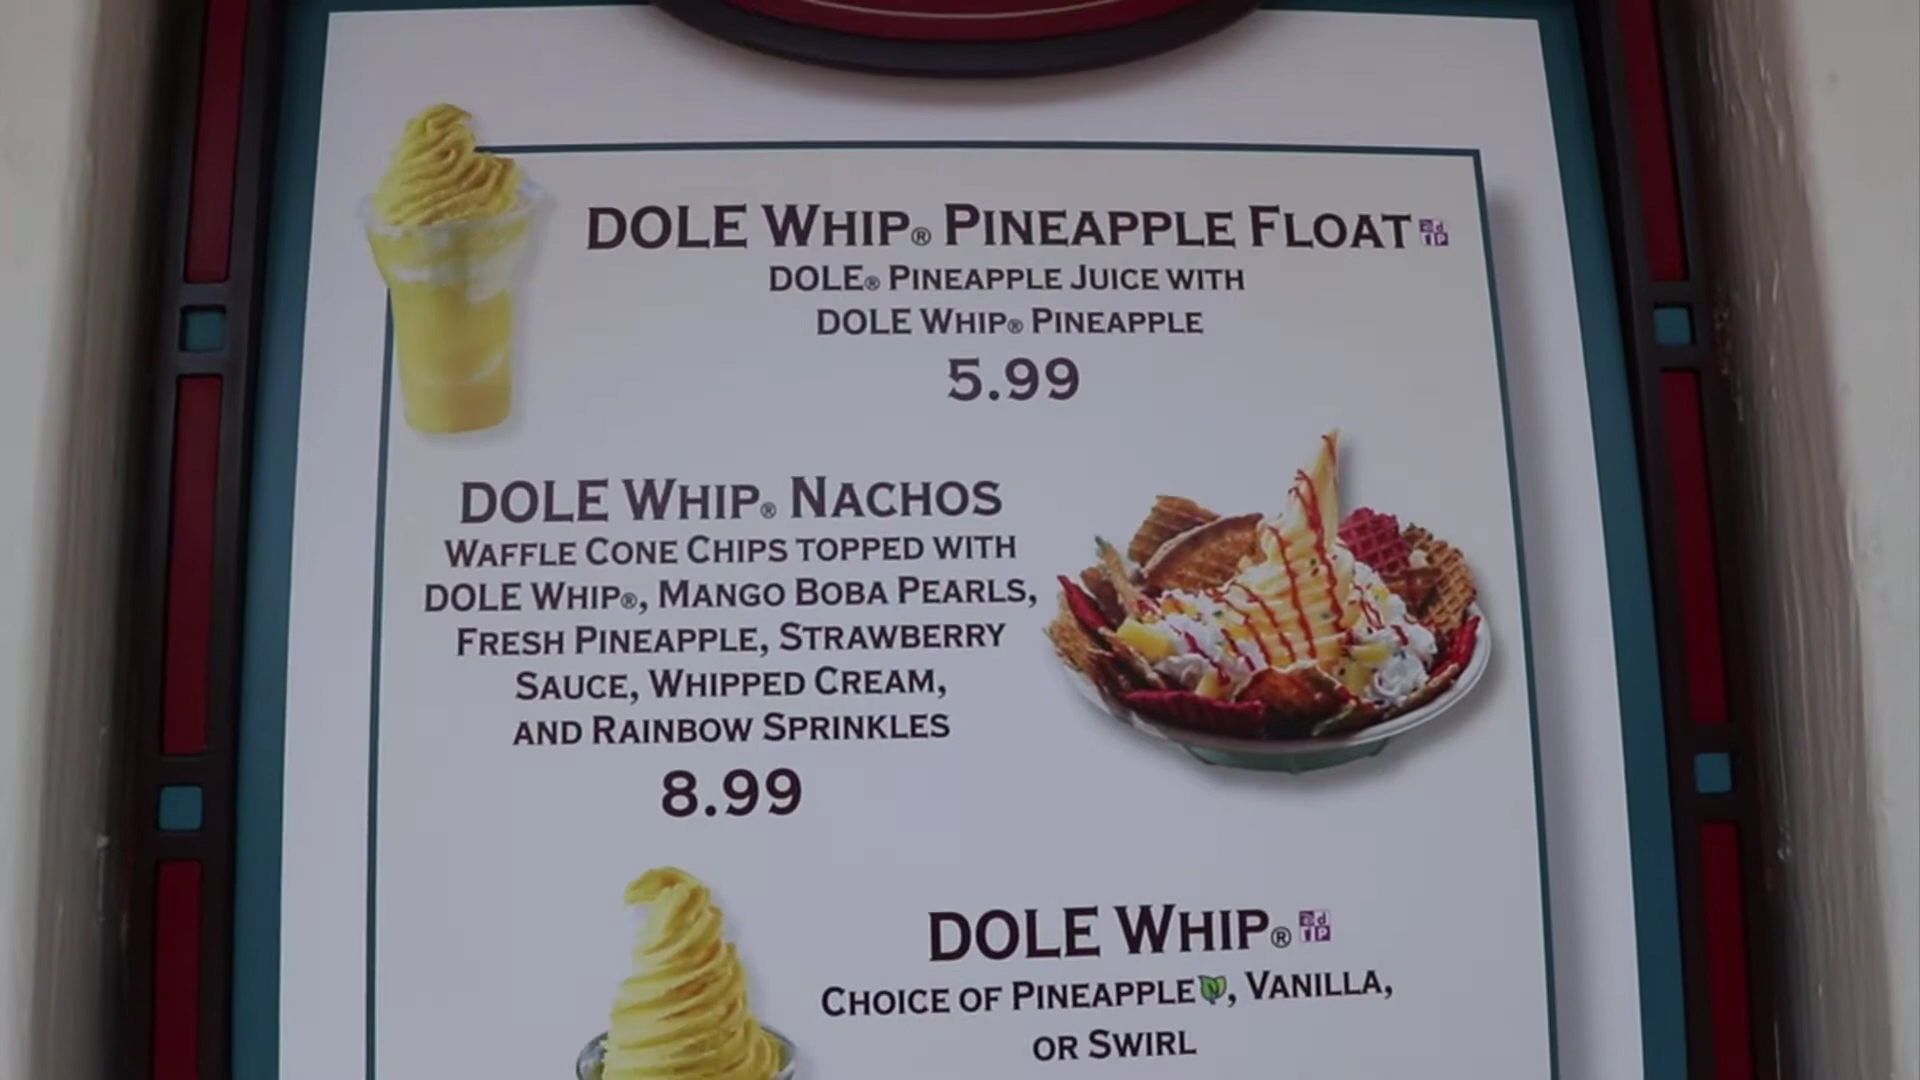 DOLE WHIP® PINEAPPLE FLOAT
DOLE® PINEAPPLE JUICE WITH
DOLE WHIP® PINEAPPLE
5.99
DOLE WHIP® NACHOS
WAFFLE CONE CHIPS TOPPED WITH
DOLE WHIP®, MANGO BOBA PEARLS,
FRESH PINEAPPLE, STRAWBERRY
SAUCE, WHIPPED CREAM,
AND RAINBOW SPRINKLES
8.99
DOLE WHIP®
CHOICE OF PINEAPPLE, VANILLA,
OR SWIRL